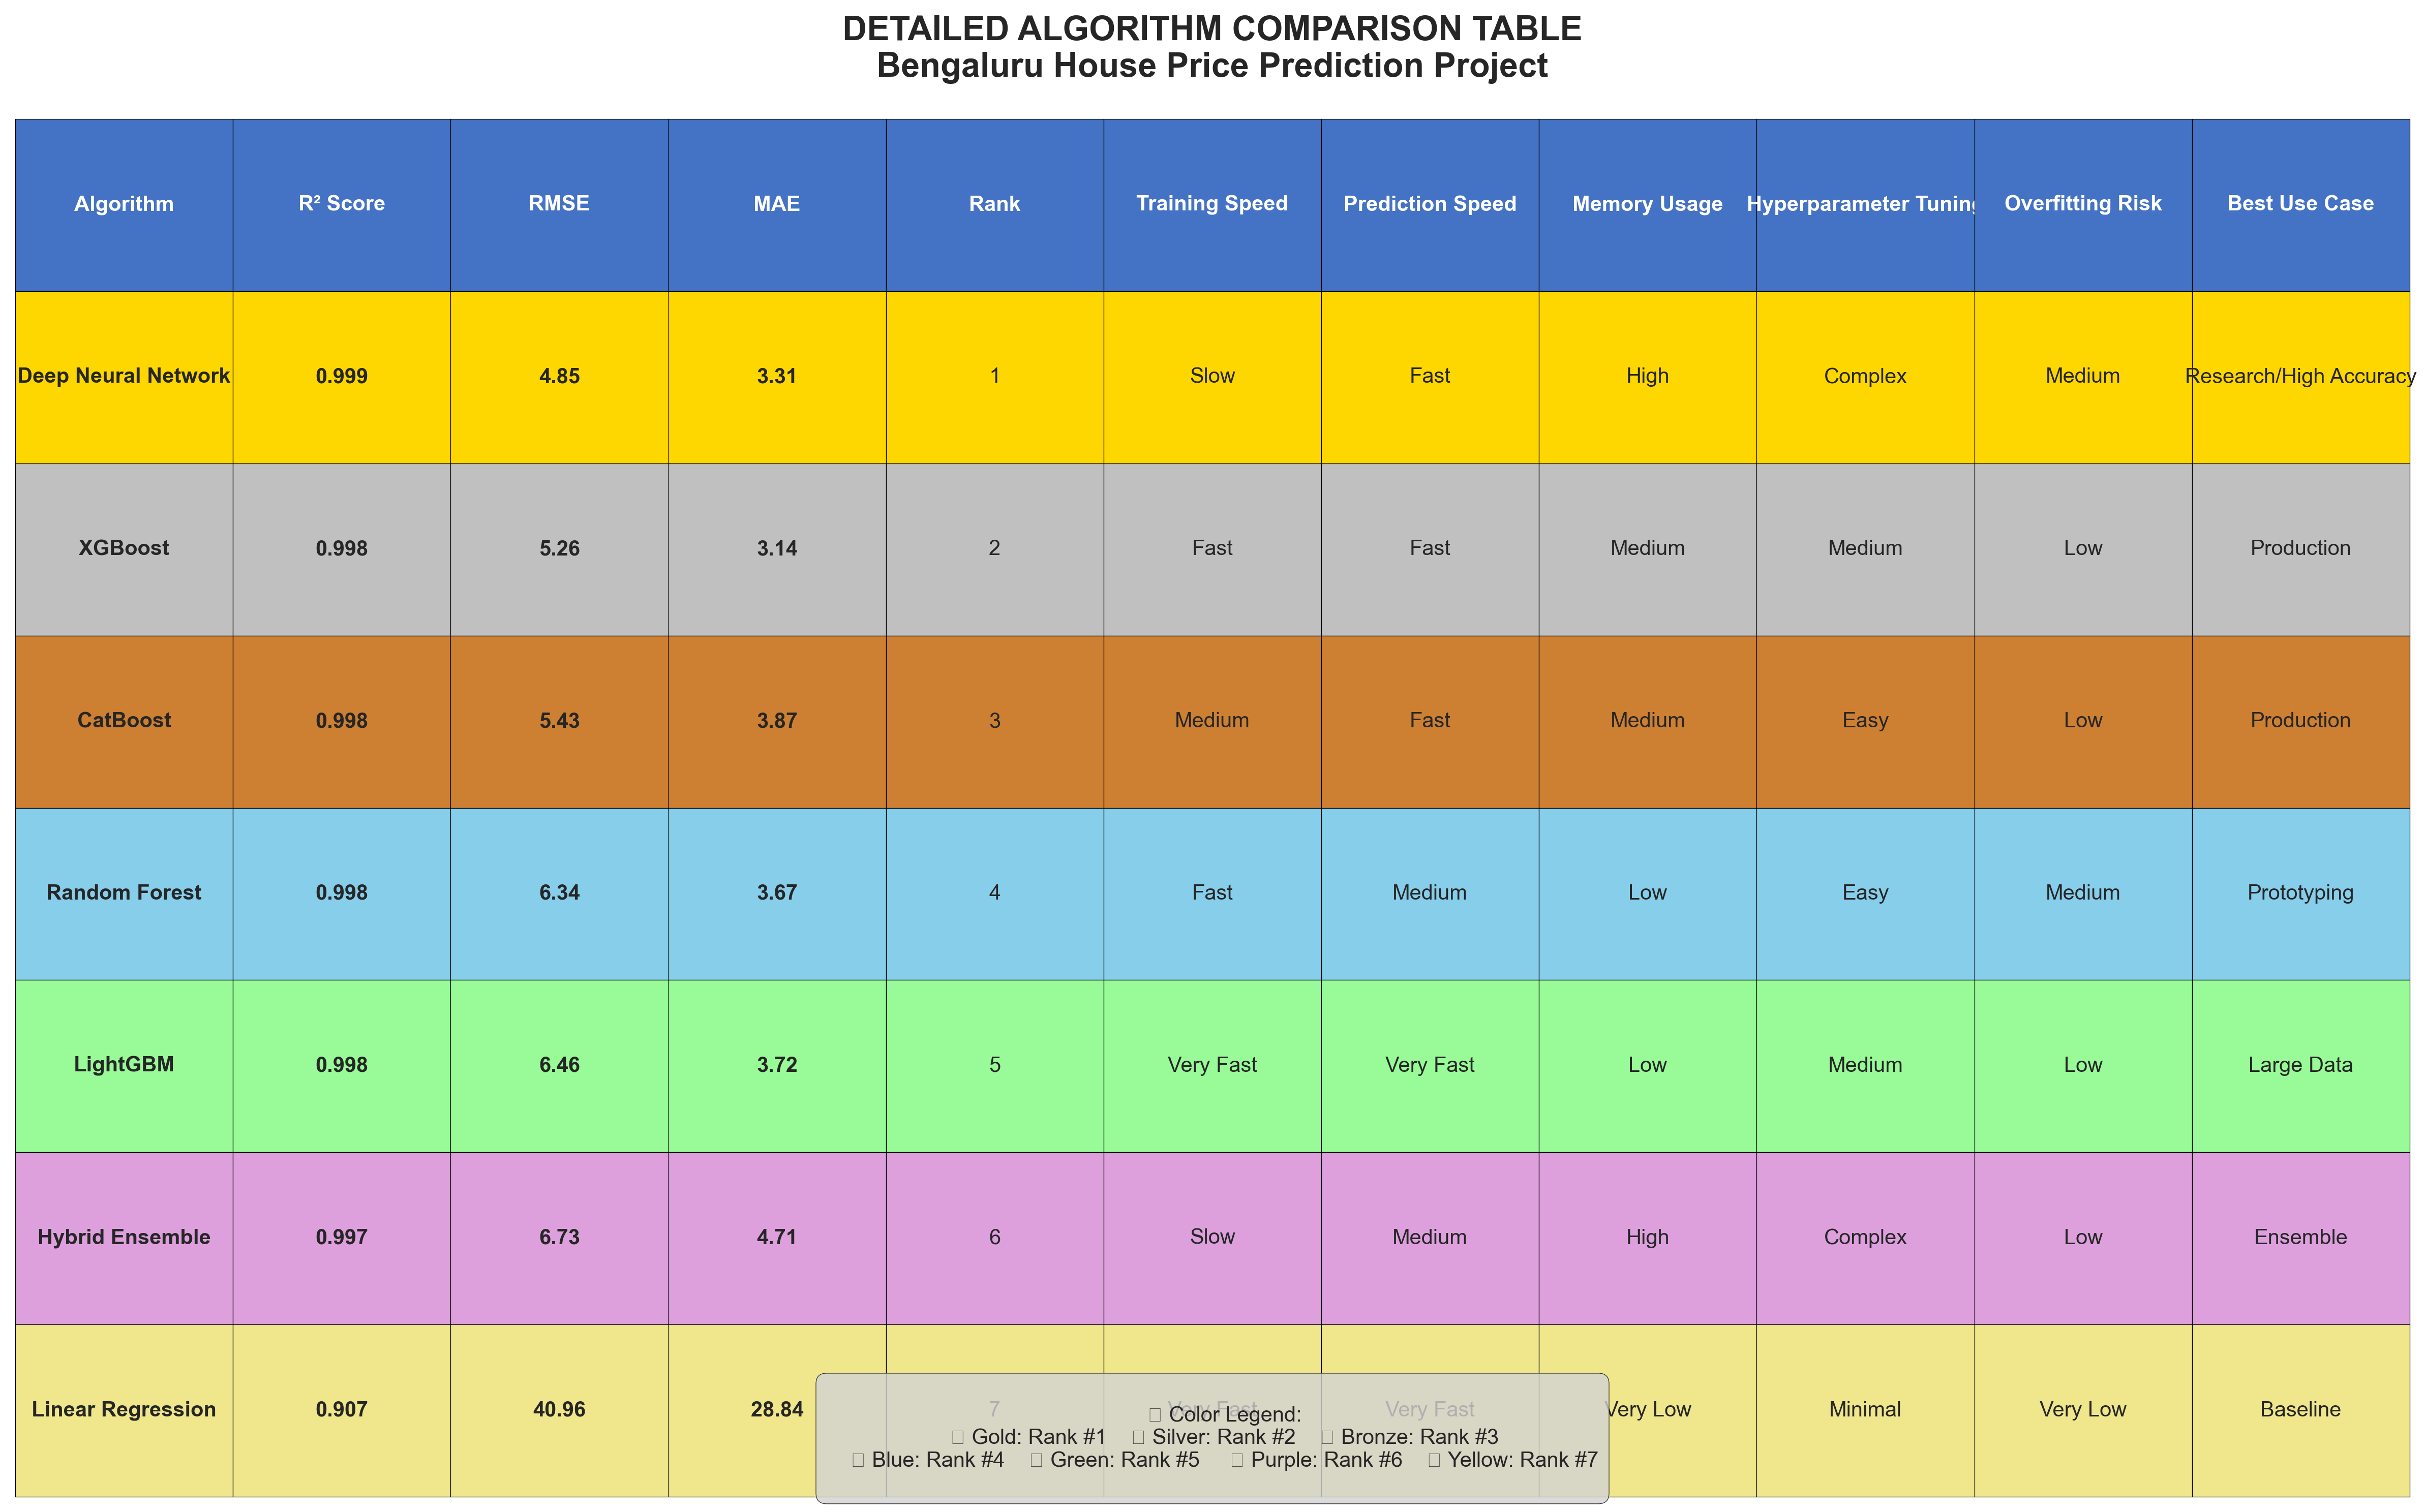 DETAILED ALGORITHM COMPARISON TABLE
Bengaluru House Price Prediction Project
Algorithm R² Score RMSE MAE Rank Training Speed Prediction Speed Memory Usage Hyperparameter Tuning Overfitting Risk Best Use Case
Deep Neural Network 0.999 4.85 3.31 1 Slow Fast High Complex Medium Research/High Accuracy
XGBoost 0.998 5.26 3.14 2 Fast Fast Medium Medium Low Production
CatBoost 0.998 5.43 3.87 3 Medium Fast Medium Easy Low Production
Random Forest 0.998 6.34 3.67 4 Fast Medium Low Easy Medium Prototyping
LightGBM 0.998 6.46 3.72 5 Very Fast Very Fast Low Medium Low Large Data
Hybrid Ensemble 0.997 6.73 4.71 6 Slow Medium High Complex Low Ensemble
Linear Regression 0.907 40.96 28.84 7 Very Fast Very Fast Very Low Minimal Very Low Baseline
Color Legend:
Gold: Rank #1 Silver: Rank #2 Bronze: Rank #3
Blue: Rank #4 Green: Rank #5 Purple: Rank #6 Yellow: Rank #7